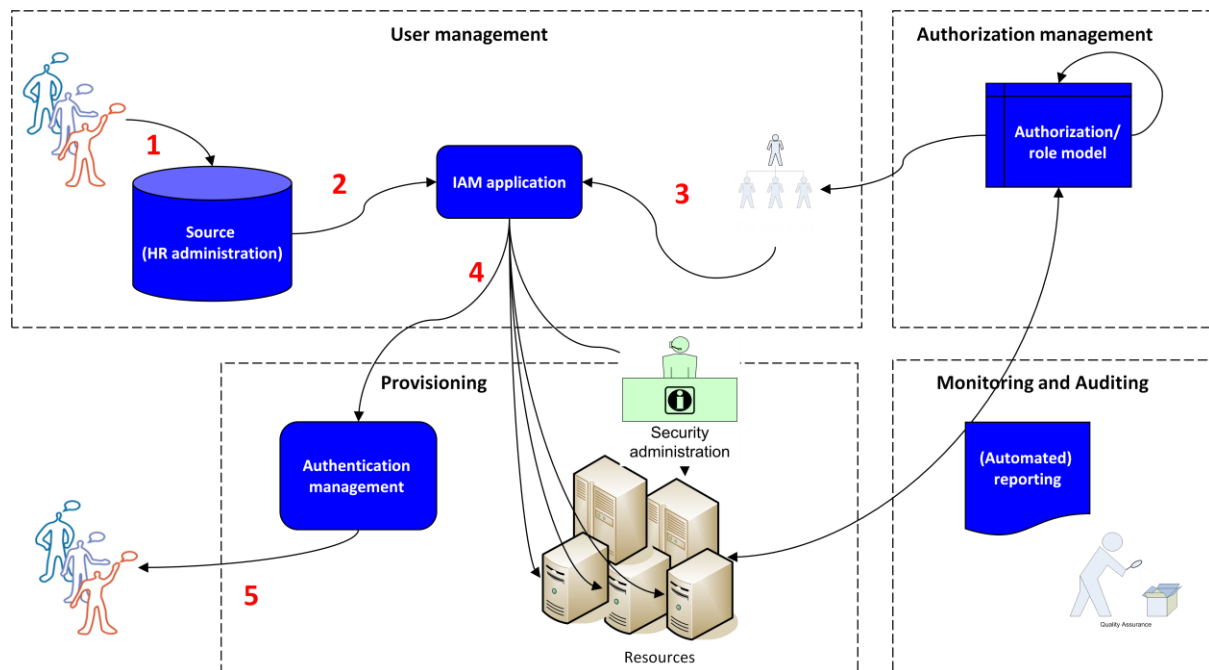 User management
Authorization management
1
Source
(HR administration)
2
IAM application
3
Authorization/
role model
4
Provisioning
Authentication
management
5
Security
administration
Resources
Monitoring and Auditing
(Automated)
reporting
Quality Assurance